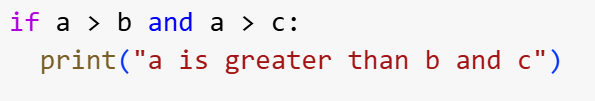 if a > b and a > c:
  print("a is greater than b and c")